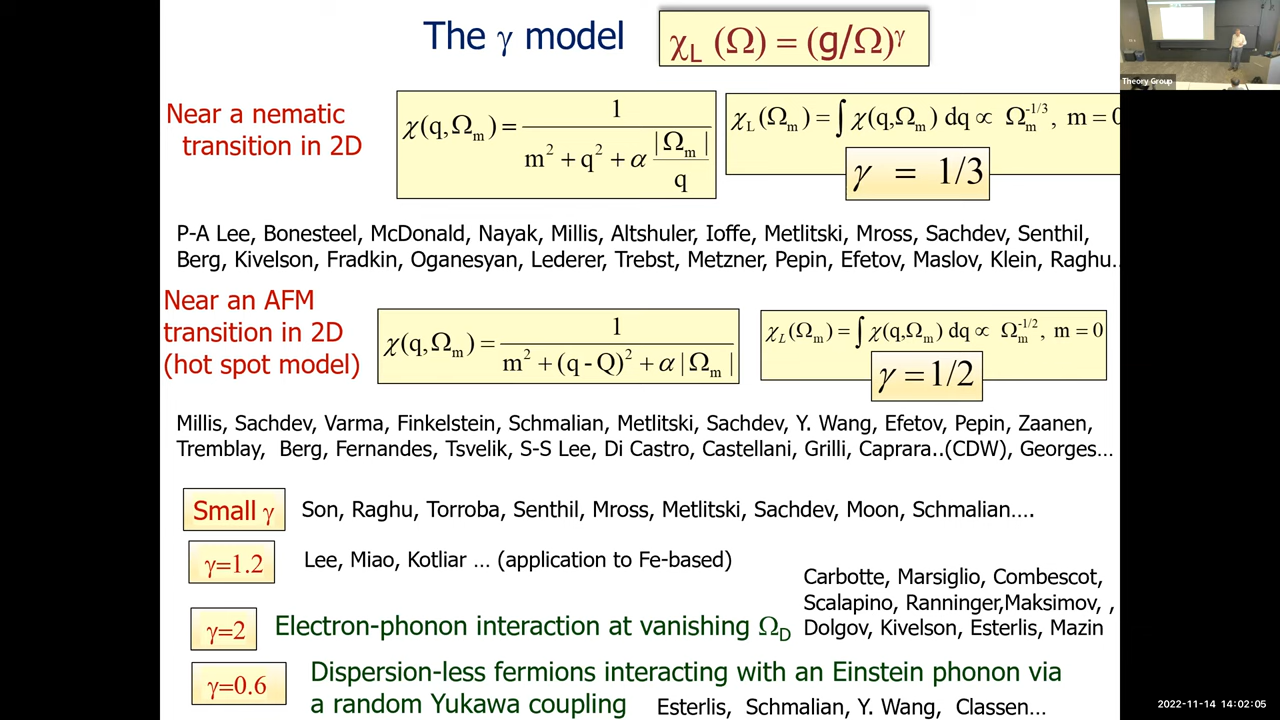 The γ model
χL (Ω) = (g/Ω)^γ
Theory Group
Near a nematic
transition in 2D
χ(q,Ωm) = 1 / (m² + q² + α |Ωm| / q)
χL(Ωm) = ∫ χ(q,Ωm) dq ∝ Ωm^-1/3, m = 0
γ = 1/3
P-A Lee, Bonesteel, McDonald, Nayak, Millis, Altshuler, Ioffe, Metlitski, Mross, Sachdev, Senthil,
Berg, Kivelson, Fradkin, Oganesyan, Lederer, Trebst, Metzner, Pepin, Efetov, Maslov, Klein, Raghu..
Near an AFM
transition in 2D
(hot spot model)
χ(q,Ωm) = 1 / (m² + (q - Q)² + α | Ωm |)
χL(Ωm) = ∫ χ(q,Ωm) dq ∝ Ωm^-1/2, m = 0
γ = 1/2
Millis, Sachdev, Varma, Finkelstein, Schmalian, Metlitski, Sachdev, Y. Wang, Efetov, Pepin, Zaanen,
Tremblay, Berg, Fernandes, Tsvelik, S-S Lee, Di Castro, Castellani, Grilli, Caprara..(CDW), Georges...
Small γ
Son, Raghu, Torroba, Senthil, Mross, Metlitski, Sachdev, Moon, Schmalian....
γ=1.2
Lee, Miao, Kotliar ... (application to Fe-based)
γ=2
Electron-phonon interaction at vanishing ΩD
Carbotte, Marsiglio, Combescot,
Scalapino, Ranninger,Maksimov, ,
Dolgov, Kivelson, Esterlis, Mazin
γ=0.6
Dispersion-less fermions interacting with an Einstein phonon via
a random Yukawa coupling
Esterlis, Schmalian, Y. Wang, Classen...
2022-11-14 14:02:05